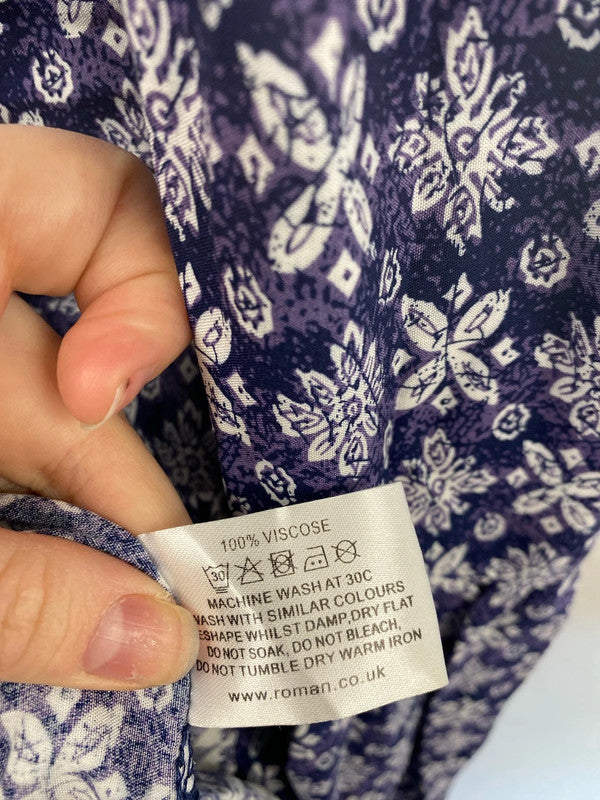 100% VISCOSE
30
MACHINE WASH AT 30C
WASH WITH SIMILAR COLOURS
ESHAPE WHILST DAMP,DRY FLAT
DO NOT SOAK, DO NOT BLEACH,
DO NOT TUMBLE DRY WARM IRON
www.roman.co.uk